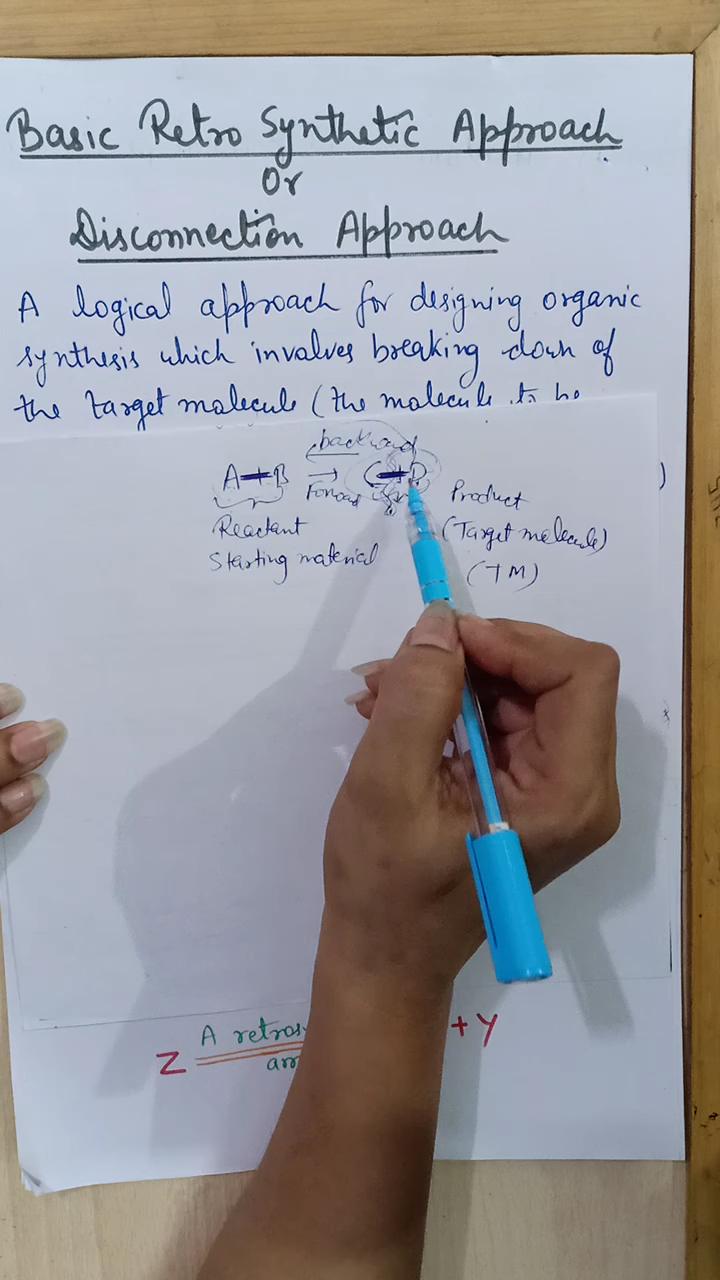 Basic Retro Synthetic Approach
Or
Disconnection Approach
A logical approach for designing organic
synthesis which involves breaking down of
the target molecule (the molecule to be
backward
A + B C + D )
Forward
Product
Reactant (Target molecule)
Starting material (TM)
A retros
Z + Y